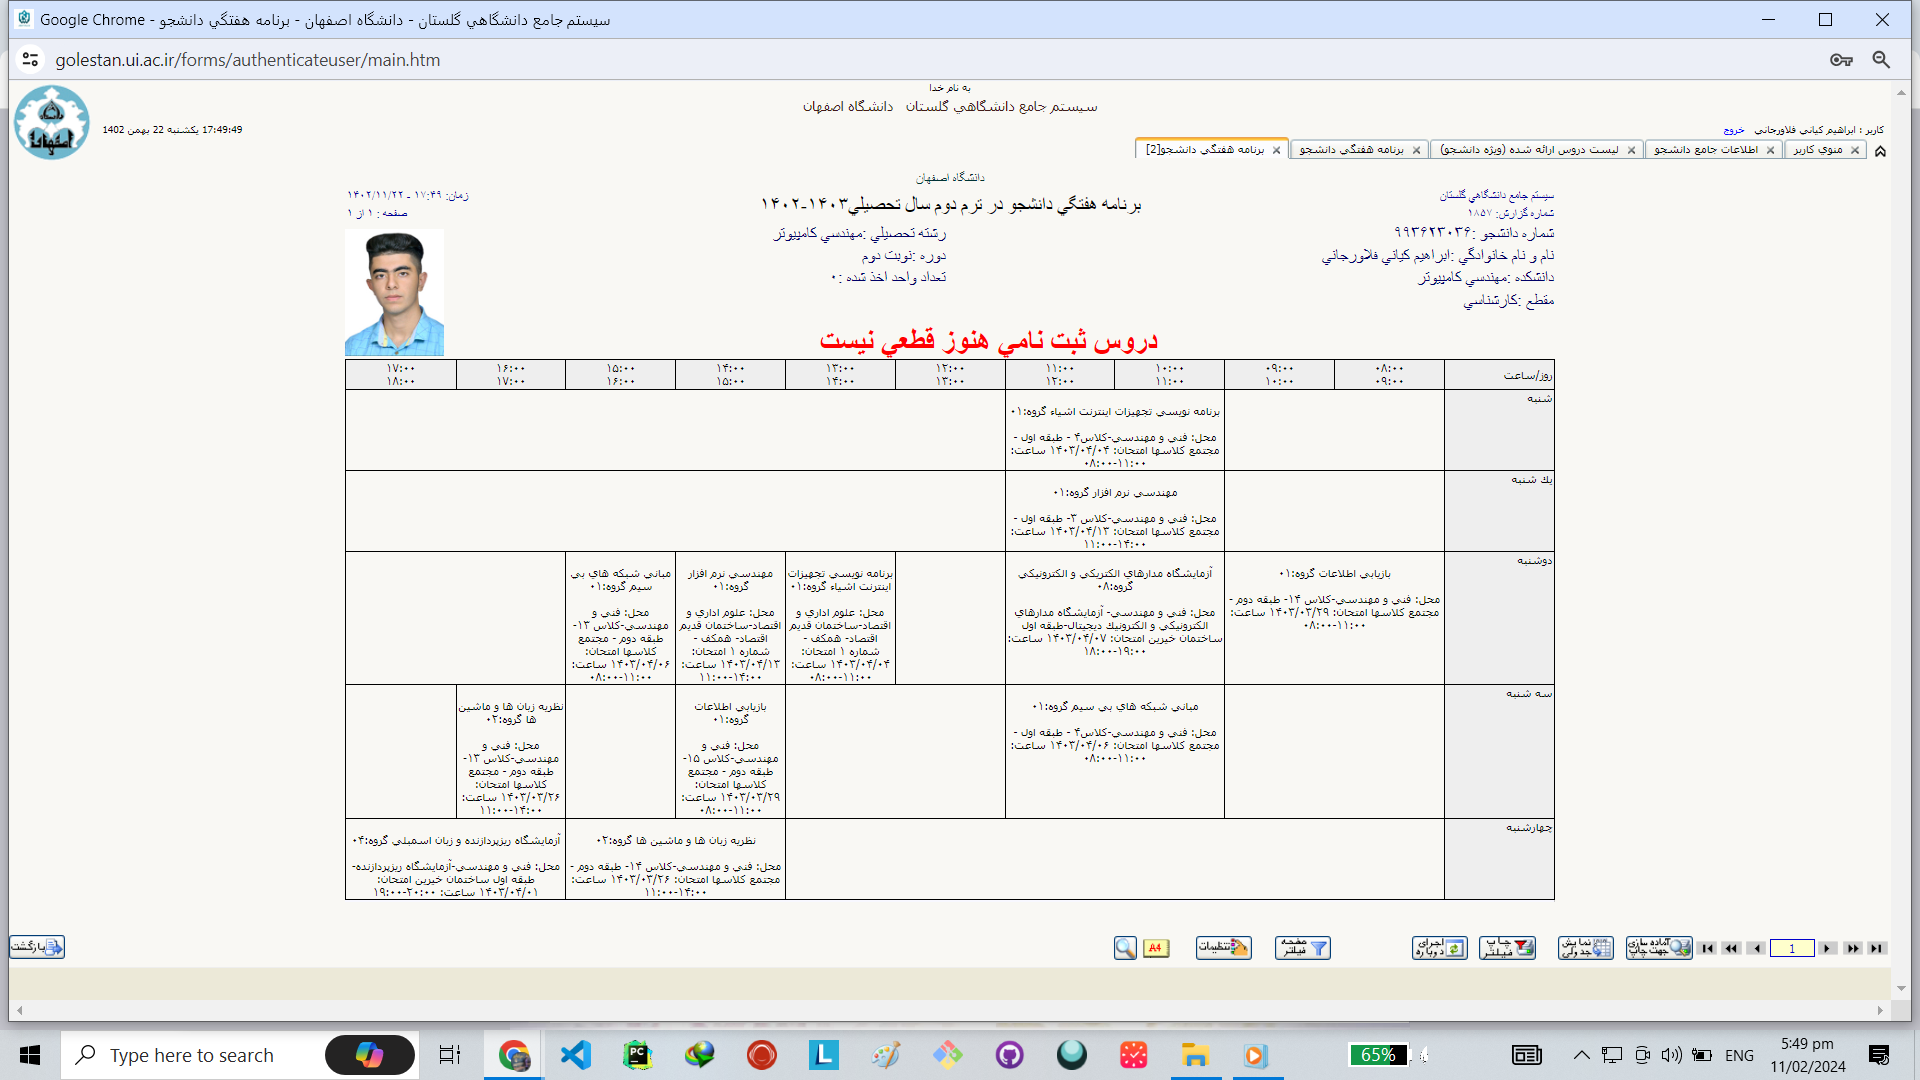 سيستم جامع دانشگاهي گلستان - دانشگاه اصفهان - برنامه هفتگي دانشجو - Google Chrome
golestan.ui.ac.ir/forms/authenticateuser/main.htm
به نام خدا
سيستم جامع دانشگاهي گلستان دانشگاه اصفهان
كاربر : ابراهيم كياني فلاورجاني خروج
17:49:49 يكشنبه 22 بهمن 1402
منوي كاربر
اطلاعات جامع دانشجو
ليست دروس ارائه شده (ويژه دانشجو)
برنامه هفتگي دانشجو
برنامه هفتگي دانشجو[2]
دانشگاه اصفهان
سيستم جامع دانشگاهي گلستان
شماره گزارش: ۱۸۵۷
برنامه هفتگي دانشجو در ترم دوم سال تحصيلي۱۴۰۳-۱۴۰۲
زمان: ۱۷:۴۹ - ۱۴۰۲/۱۱/۲۲
صفحه : ۱ از ۱
شماره دانشجو :۹۹۳۶۲۳۰۳۶
نام و نام خانوادگي :ابراهيم كياني فلاورجاني
دانشكده :مهندسي كامپيوتر
مقطع :كارشناسي
رشته تحصيلي :مهندسي كامپيوتر
دوره :نوبت دوم
تعداد واحد اخذ شده :۰
دروس ثبت نامي هنوز قطعي نيست
روز/ساعت
۰۸:۰۰
۰۹:۰۰
۰۹:۰۰
۱۰:۰۰
۱۰:۰۰
۱۱:۰۰
۱۱:۰۰
۱۲:۰۰
۱۲:۰۰
۱۳:۰۰
۱۳:۰۰
۱۴:۰۰
۱۴:۰۰
۱۵:۰۰
۱۵:۰۰
۱۶:۰۰
۱۶:۰۰
۱۷:۰۰
۱۷:۰۰
۱۸:۰۰
شنبه
برنامه نويسي تجهيزات اينترنت اشياء گروه:۰۱
محل: فني و مهندسي-كلاس۴ - طبقه اول -
مجتمع كلاسها امتحان: ۱۴۰۳/۰۴/۰۴ ساعت:
۰۸:۰۰-۱۱:۰۰
يك شنبه
مهندسي نرم افزار گروه:۰۱
محل: فني و مهندسي-كلاس ۳- طبقه اول -
مجتمع كلاسها امتحان: ۱۴۰۳/۰۴/۱۳ ساعت:
۱۱:۰۰-۱۴:۰۰
دوشنبه
بازيابي اطلاعات گروه:۰۱
محل: فني و مهندسي-كلاس ۱۴- طبقه دوم -
مجتمع كلاسها امتحان: ۱۴۰۳/۰۳/۲۹ ساعت:
۰۸:۰۰-۱۱:۰۰
آزمايشگاه مدارهاي الكتريكي و الكترونيكي
گروه:۰۸
محل: فني و مهندسي- آزمايشگاه مدارهاي
الكترونيكي و الكترونيك ديجيتال-طبقه اول
ساختمان خيرين امتحان: ۱۴۰۳/۰۴/۰۷ ساعت:
۱۸:۰۰-۱۹:۰۰
برنامه نويسي تجهيزات
اينترنت اشياء گروه:۰۱
محل: علوم اداري و
اقتصاد-ساختمان قديم
اقتصاد- همكف -
شماره ۱ امتحان:
۱۴۰۳/۰۴/۰۴ ساعت:
۰۸:۰۰-۱۱:۰۰
مهندسي نرم افزار
گروه:۰۱
محل: علوم اداري و
اقتصاد-ساختمان قديم
اقتصاد- همكف -
شماره ۱ امتحان:
۱۴۰۳/۰۴/۱۳ ساعت:
۱۱:۰۰-۱۴:۰۰
مباني شبكه هاي بي
سيم گروه:۰۱
محل: فني و
مهندسي-كلاس ۱۳-
طبقه دوم - مجتمع
كلاسها امتحان:
۱۴۰۳/۰۴/۰۶ ساعت:
۰۸:۰۰-۱۱:۰۰
سه شنبه
مباني شبكه هاي بي سيم گروه:۰۱
محل: فني و مهندسي-كلاس۴ - طبقه اول -
مجتمع كلاسها امتحان: ۱۴۰۳/۰۴/۰۶ ساعت:
۰۸:۰۰-۱۱:۰۰
بازيابي اطلاعات
گروه:۰۱
محل: فني و
مهندسي-كلاس ۱۵-
طبقه دوم - مجتمع
كلاسها امتحان:
۱۴۰۳/۰۳/۲۹ ساعت:
۰۸:۰۰-۱۱:۰۰
نظريه زبان ها و ماشين
ها گروه:۰۲
محل: فني و
مهندسي-كلاس ۱۳-
طبقه دوم - مجتمع
كلاسها امتحان:
۱۴۰۳/۰۳/۲۶ ساعت:
۱۱:۰۰-۱۴:۰۰
چهارشنبه
نظريه زبان ها و ماشين ها گروه:۰۲
محل: فني و مهندسي-كلاس ۱۴- طبقه دوم -
مجتمع كلاسها امتحان: ۱۴۰۳/۰۳/۲۶ ساعت:
۱۱:۰۰-۱۴:۰۰
آزمايشگاه ريزپردازنده و زبان اسمبلي گروه:۰۴
محل: فني و مهندسي-آزمايشگاه ريزپردازنده-
طبقه اول ساختمان خيرين امتحان:
۱۴۰۳/۰۴/۰۱ ساعت: ۱۹:۰۰-۲۰:۰۰
1
آماده سازي جهت چاپ
نمايش جدولي
چاپ فيلتر
اجراي دوباره
صفحه فيلتر
تنظيمات
A4
بازگشت
Type here to search
65%
ENG
5:49 pm
11/02/2024